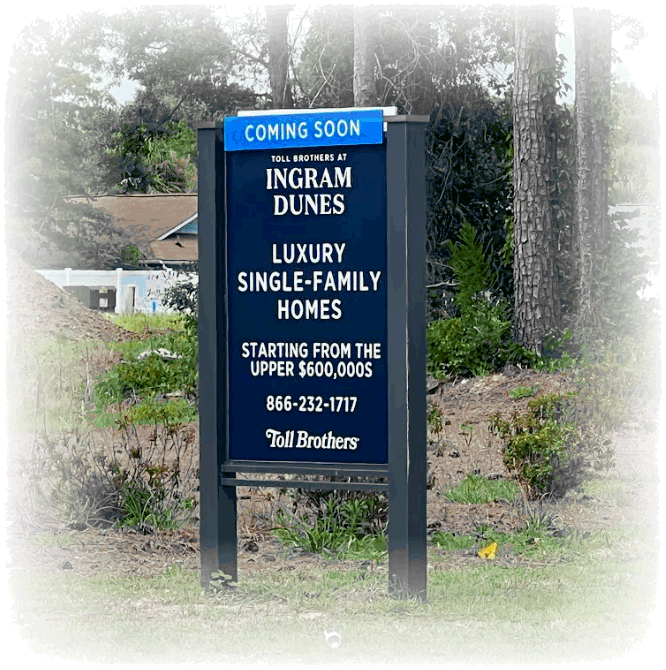 COMING SOON
TOLL BROTHERS AT
INGRAM
DUNES
LUXURY
SINGLE-FAMILY
HOMES
STARTING FROM THE
UPPER $600,000S
866-232-1717
Toll Brothers